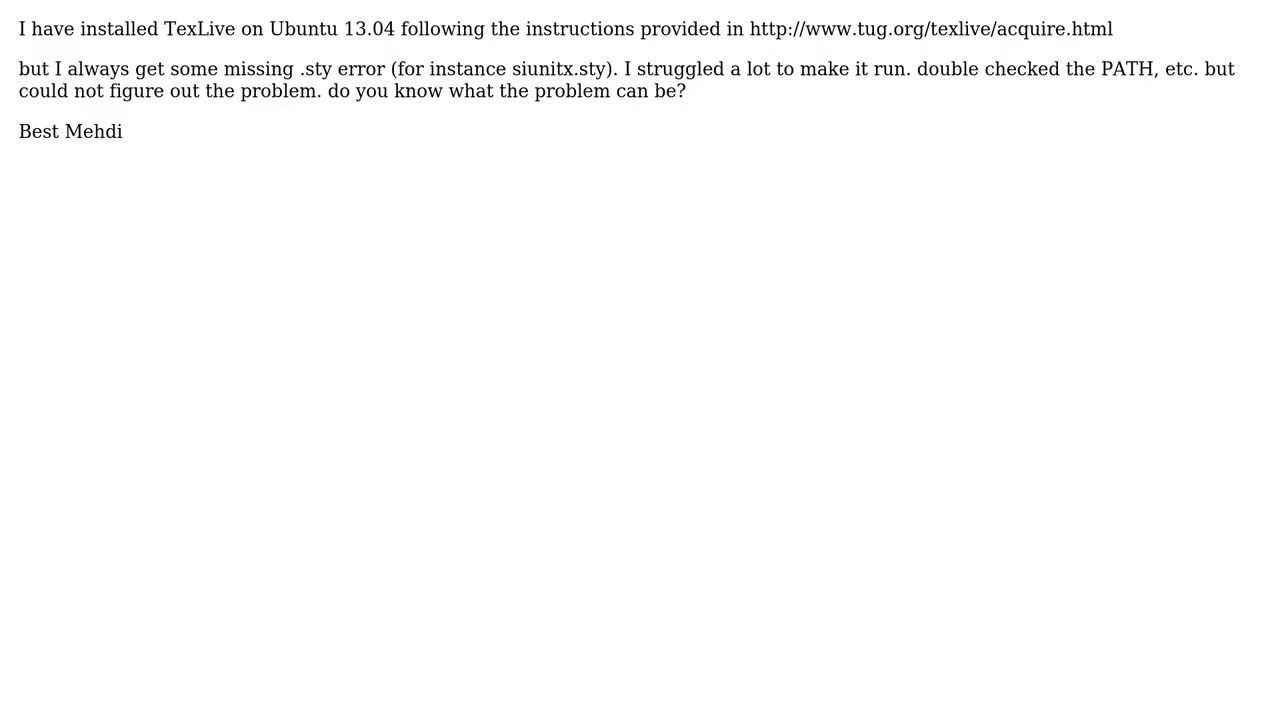 I have installed TexLive on Ubuntu 13.04 following the instructions provided in http://www.tug.org/texlive/acquire.html
but I always get some missing .sty error (for instance siunitx.sty). I struggled a lot to make it run. double checked the PATH, etc. but
could not figure out the problem. do you know what the problem can be?
Best Mehdi